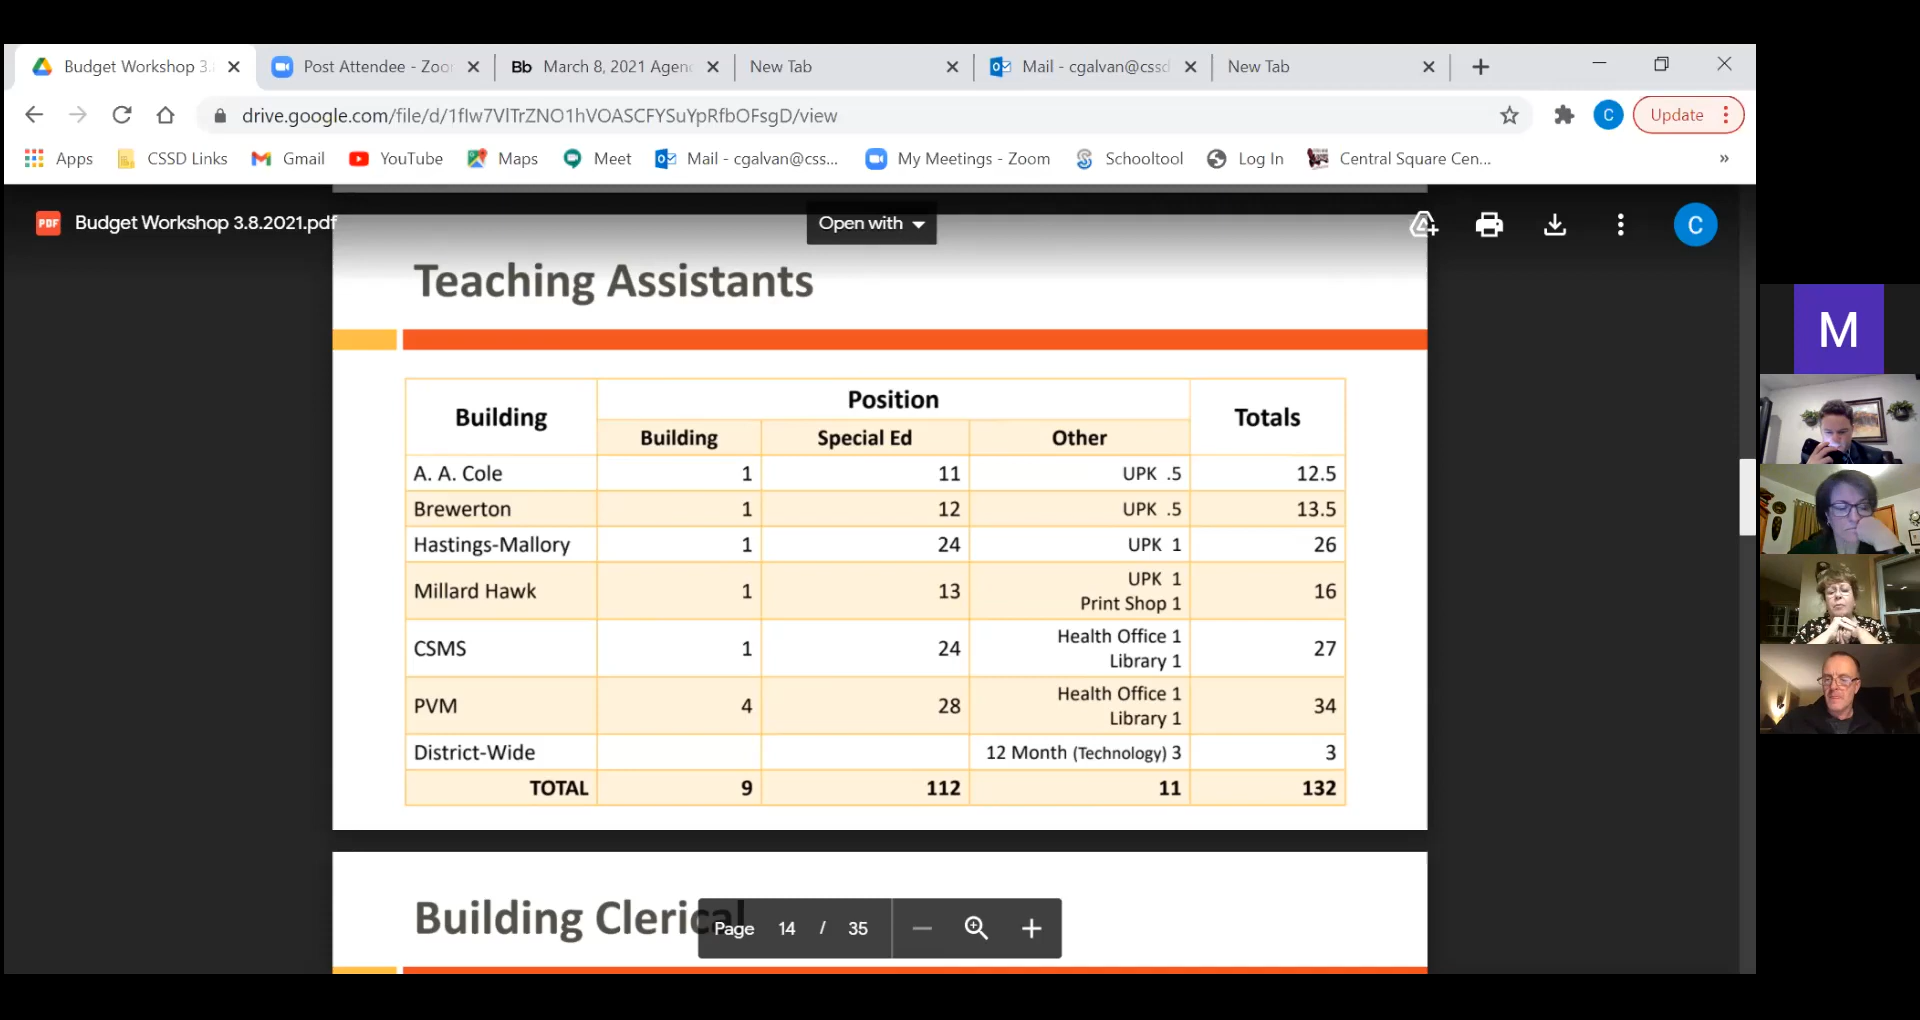 Budget Workshop 3.
Post Attendee - Zoo
Bb March 8, 2021 Agen
New Tab
Mail - cgalvan@cssd
New Tab
drive.google.com/file/d/1fIw7VlTrZNO1hVOASCFYSuYpRfbOFsgD/view
C
Update
Apps
CSSD Links
Gmail
YouTube
Maps
Meet
Mail - cgalvan@css...
My Meetings - Zoom
Schooltool
Log In
Central Square Cen...
»
PDF Budget Workshop 3.8.2021.pdf
Open with
C
Teaching Assistants
Building Position Totals
Building Special Ed Other
A. A. Cole 1 11 UPK .5 12.5
Brewerton 1 12 UPK .5 13.5
Hastings-Mallory 1 24 UPK 1 26
Millard Hawk 1 13 UPK 1 16
Print Shop 1
CSMS 1 24 Health Office 1 27
Library 1
PVM 4 28 Health Office 1 34
Library 1
District-Wide 12 Month (Technology) 3 3
TOTAL 9 112 11 132
Building Clerical
Page 14 / 35
M